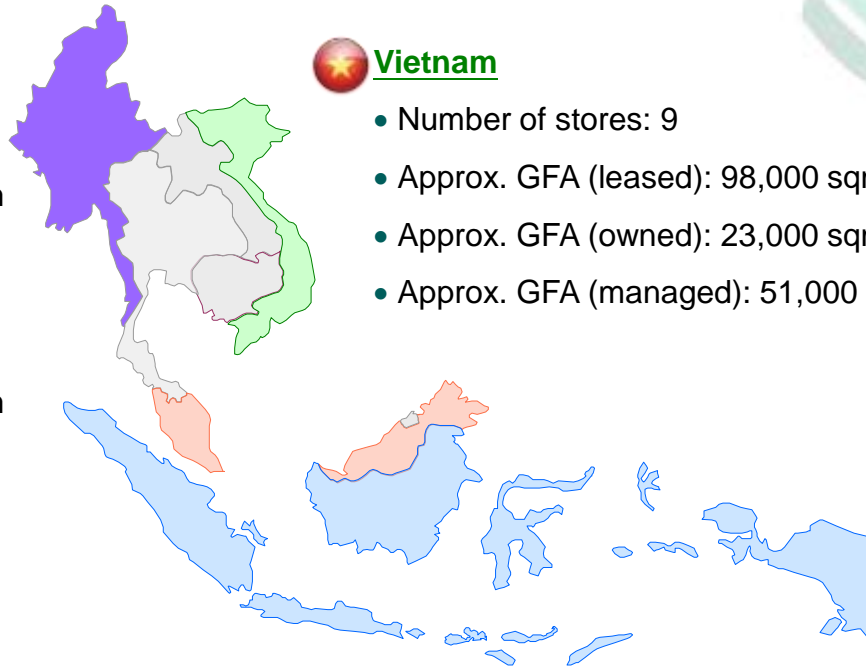 Vietnam
• Number of stores: 9
• Approx. GFA (leased): 98,000
• Approx. GFA (owned): 23,000
• Approx. GFA (managed): 51,000